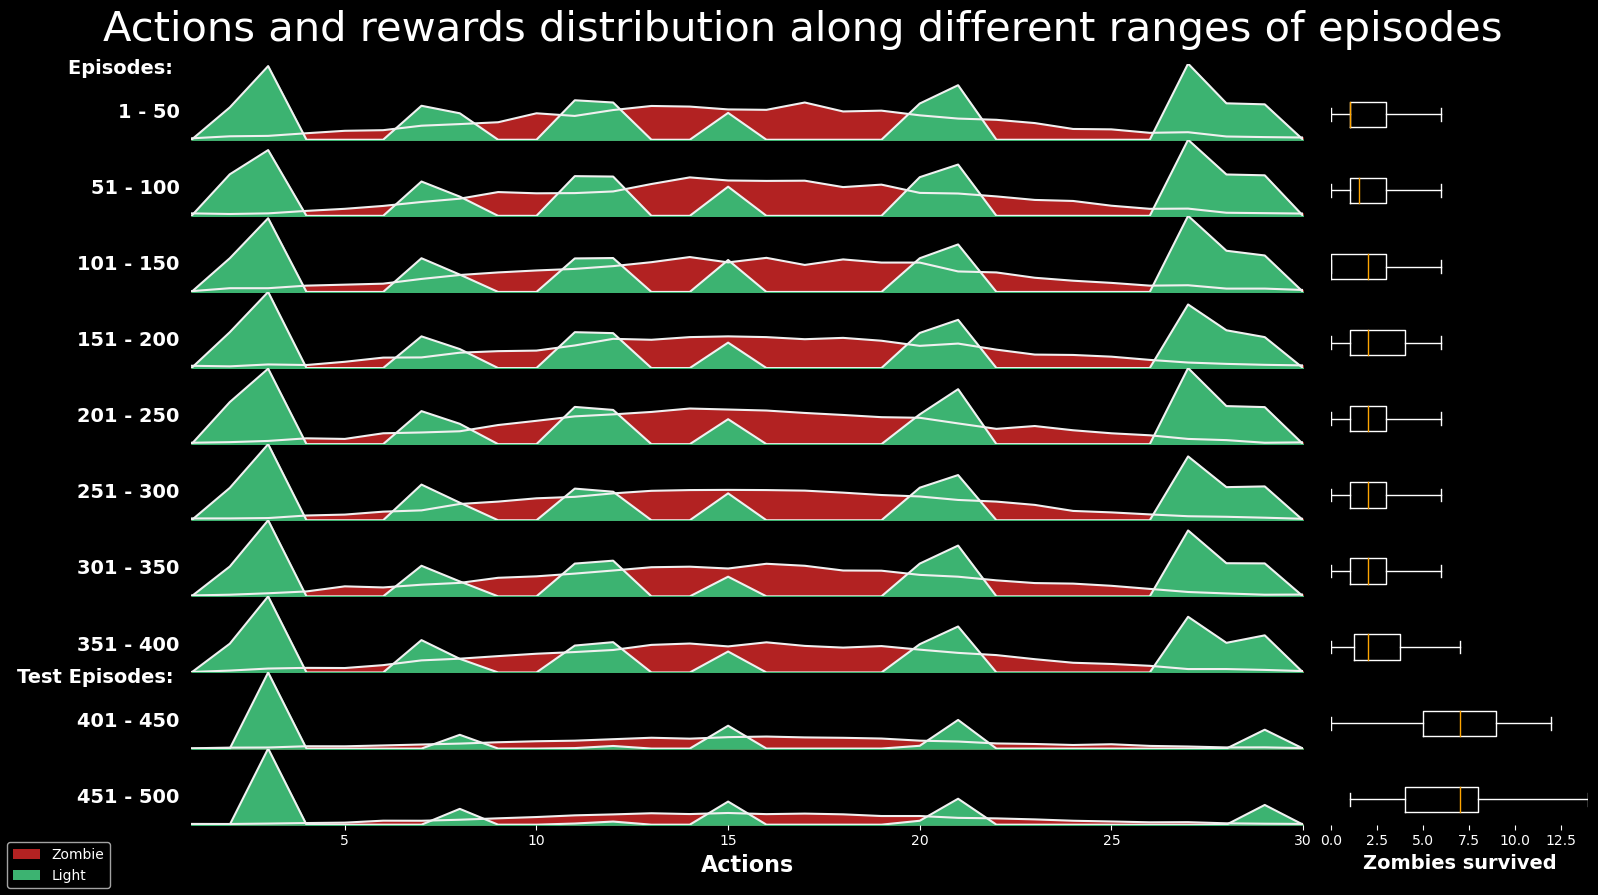 Actions and rewards distribution along different ranges of episodes
Episodes:
1 - 50
51 - 100
101 - 150
151 - 200
201 - 250
251 - 300
301 - 350
351 - 400
Test Episodes:
401 - 450
451 - 500
5 10 15 20 25 30
0.0 2.5 5.0 7.5 10.0 12.5
Actions
Zombies survived
Zombie
Light